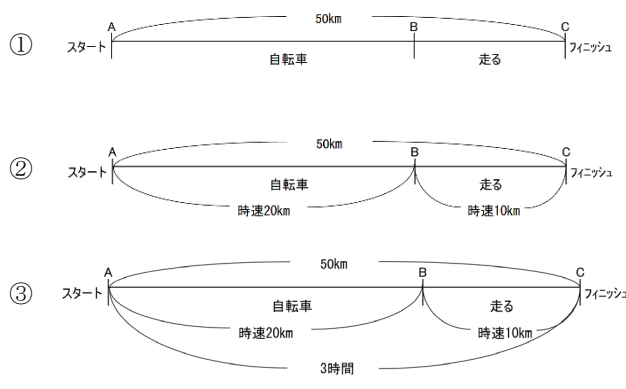 ①
50km
A B C
スタート フィニッシュ
自転車 走る
②
50km
A B C
スタート フィニッシュ
自転車 走る
時速20km 時速10km
③
50km
A B C
スタート フィニッシュ
自転車 走る
時速20km 時速10km
3時間